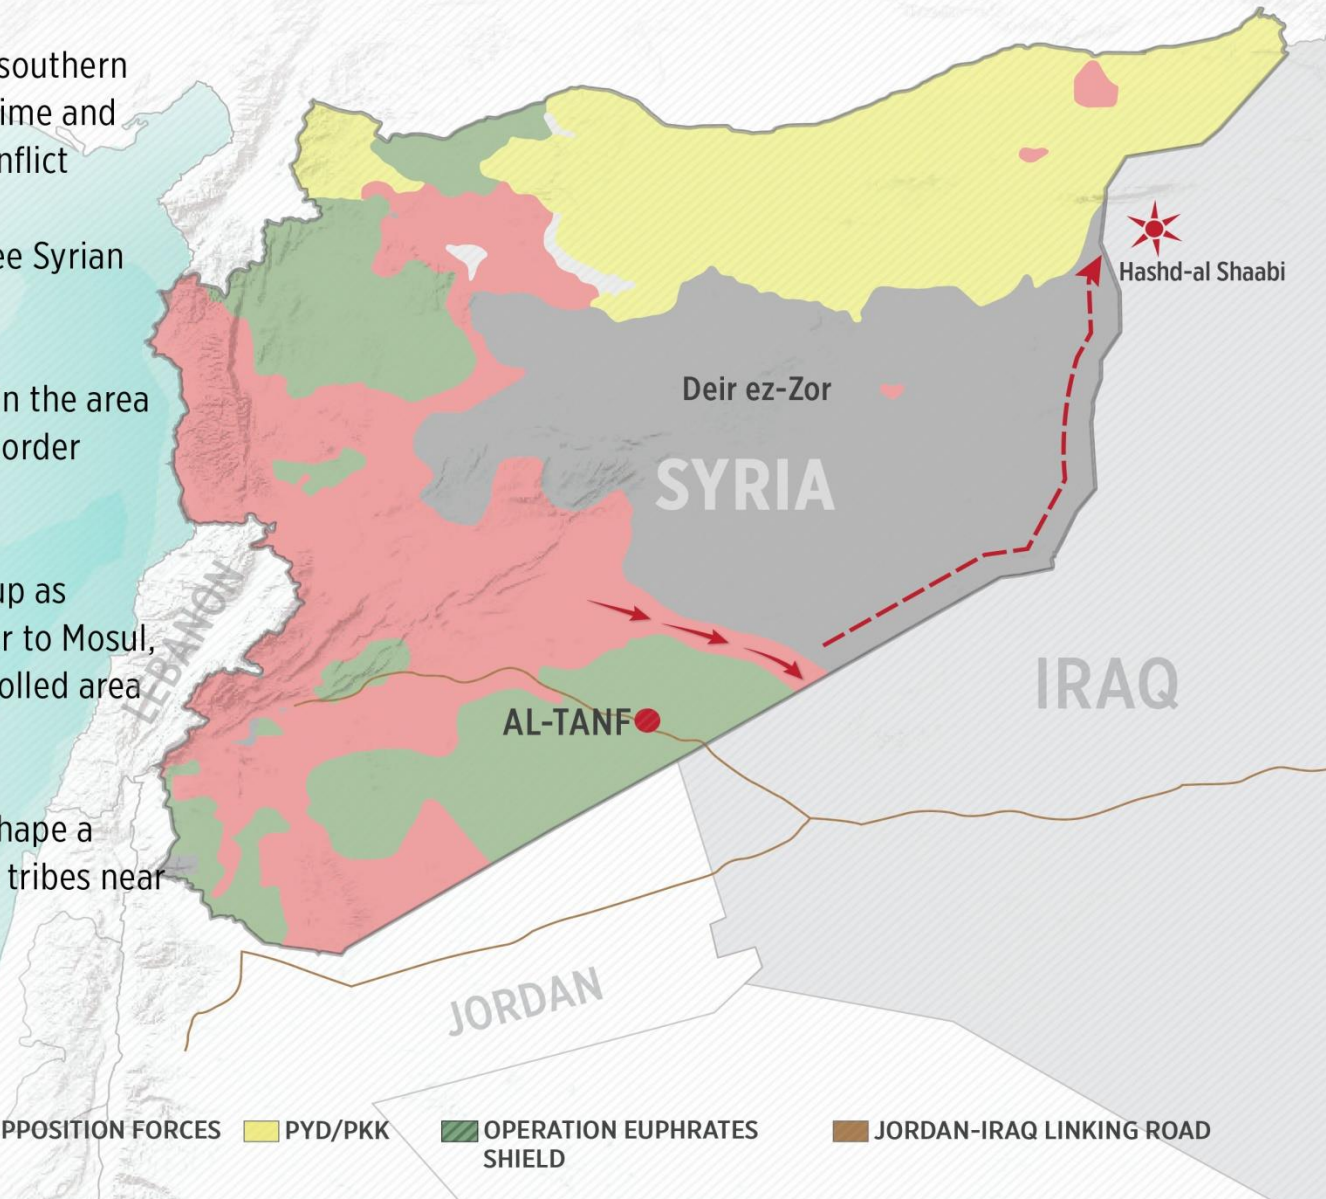 southern
ime and
nflict
ee Syrian
n the area
order
up as
r to Mosul,
olled area
hape a
tribes near
Hashd-al Shaabi
Deir ez-Zor
SYRIA
LEBANON
IRAQ
AL-TANF
JORDAN
PPOSITION FORCES
PYD/PKK
OPERATION EUPHRATES
SHIELD
JORDAN-IRAQ LINKING ROAD